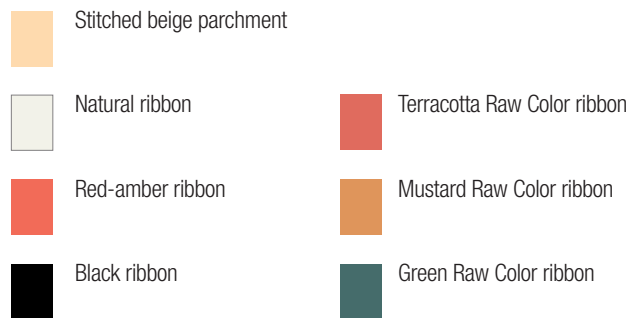 Stitched beige parchment
Natural ribbon
Terracotta Raw Color ribbon
Red-amber ribbon
Mustard Raw Color ribbon
Black ribbon
Green Raw Color ribbon